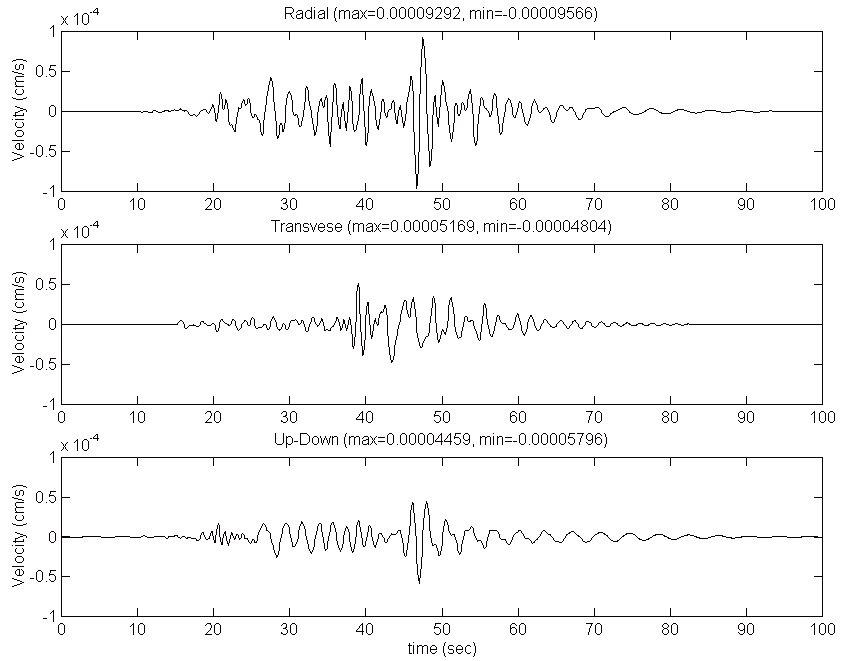 Radial (max=0.00009292, min=-0.00009566)
x 10-4
1
0.5
0
-0.5
-1
Velocity (cm/s)
0 10 20 30 40 50 60 70 80 90 100
Transvese (max=0.00005169, min=-0.00004804)
x 10-4
1
0.5
0
-0.5
-1
Velocity (cm/s)
0 10 20 30 40 50 60 70 80 90 100
Up-Down (max=0.00004459, min=-0.00005796)
x 10-4
1
0.5
0
-0.5
-1
Velocity (cm/s)
0 10 20 30 40 50 60 70 80 90 100
time (sec)